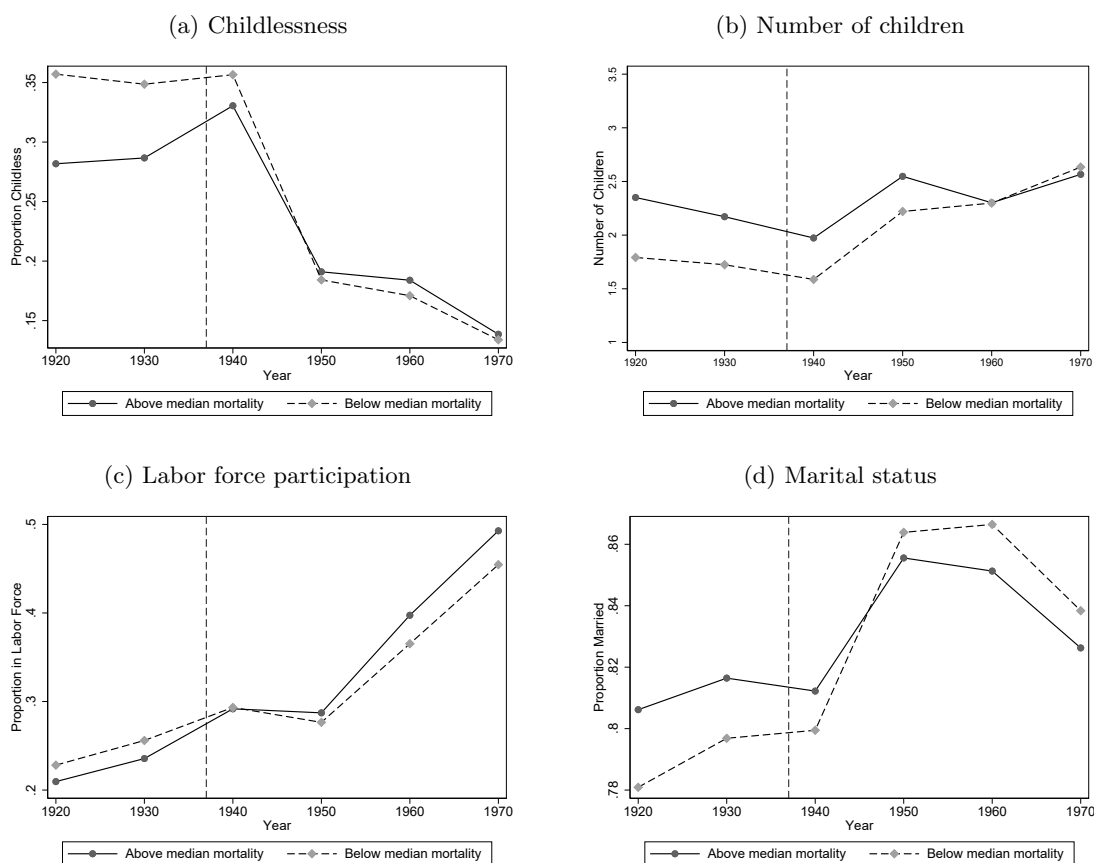 (a) Childlessness
Proportion Childless
.15 .2 .25 .3 .35
1920 1930 1940 1950 1960 1970
Year
Above median mortality Below median mortality
(b) Number of children
Number of Children
1 1.5 2 2.5 3 3.5
1920 1930 1940 1950 1960 1970
Year
Above median mortality Below median mortality
(c) Labor force participation
Proportion in Labor Force
.2 .3 .4 .5
1920 1930 1940 1950 1960 1970
Year
Above median mortality Below median mortality
(d) Marital status
Proportion Married
.78 .8 .82 .84 .86
1920 1930 1940 1950 1960 1970
Year
Above median mortality Below median mortality